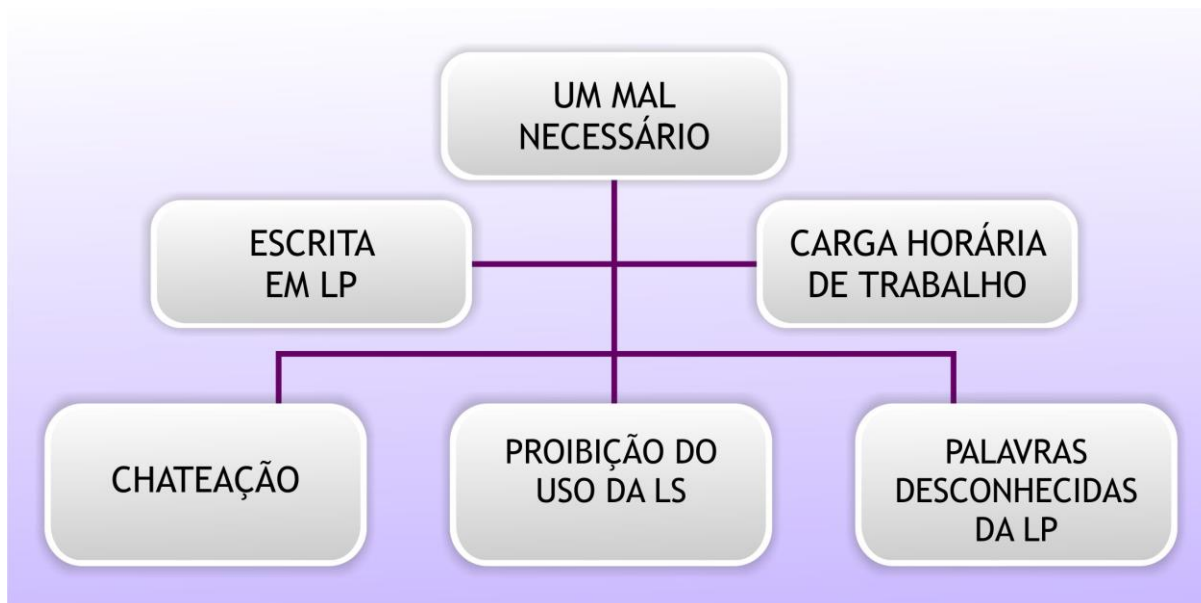 UM MAL
NECESSÁRIO
ESCRITA
EM LP
CARGA HORÁRIA
DE TRABALHO
CHATEAÇÃO
PROIBIÇÃO DO
USO DA LS
PALAVRAS
DESCONHECIDAS
DA LP